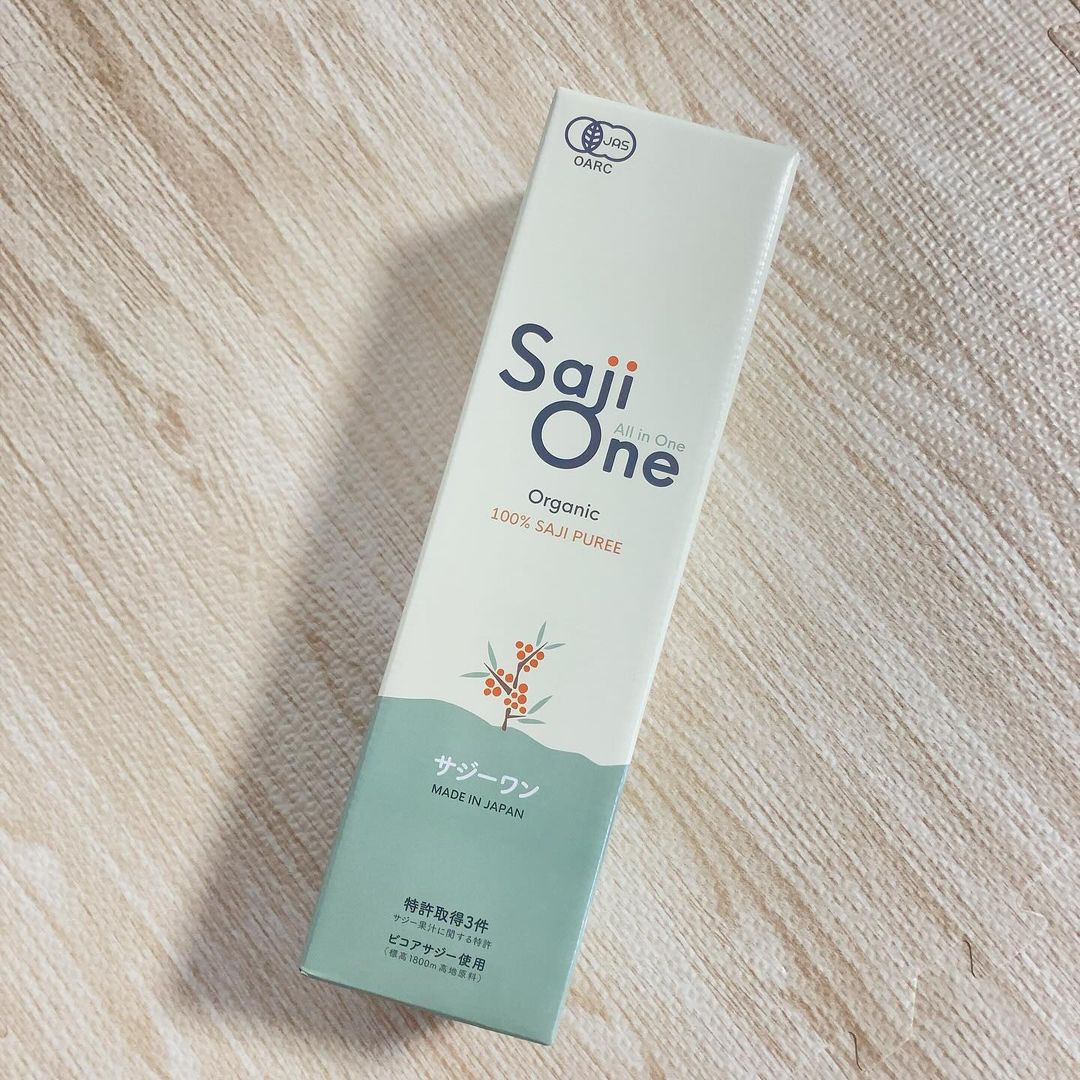 JAS
OARC
Saji
All in One
One
Organic
100% SAJI PUREE
サジーワン
MADE IN JAPAN
特許取得3件
サジー果汁に関する特許
ピコアサジー使用
（標高1800m高地原料）